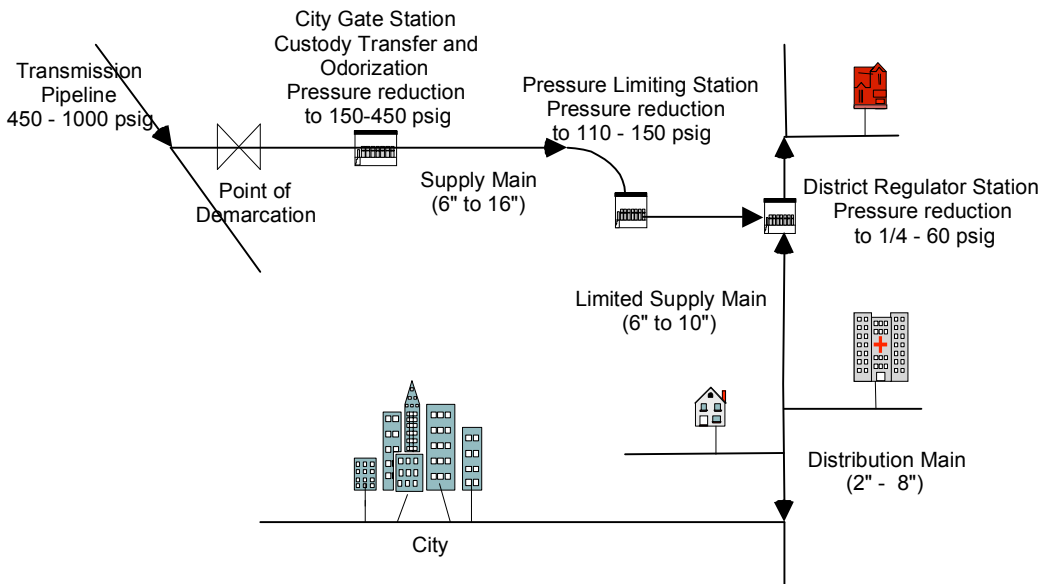 Transmission
Pipeline
450 - 1000 psig
City Gate Station
Custody Transfer and
Odorization
Pressure reduction
to 150-450 psig
Point of
Demarcation
Supply Main
(6" to 16")
Pressure Limiting Station
Pressure reduction
to 110 - 150 psig
District Regulator Station
Pressure reduction
to 1/4 - 60 psig
Limited Supply Main
(6" to 10")
Distribution Main
(2" - 8")
City